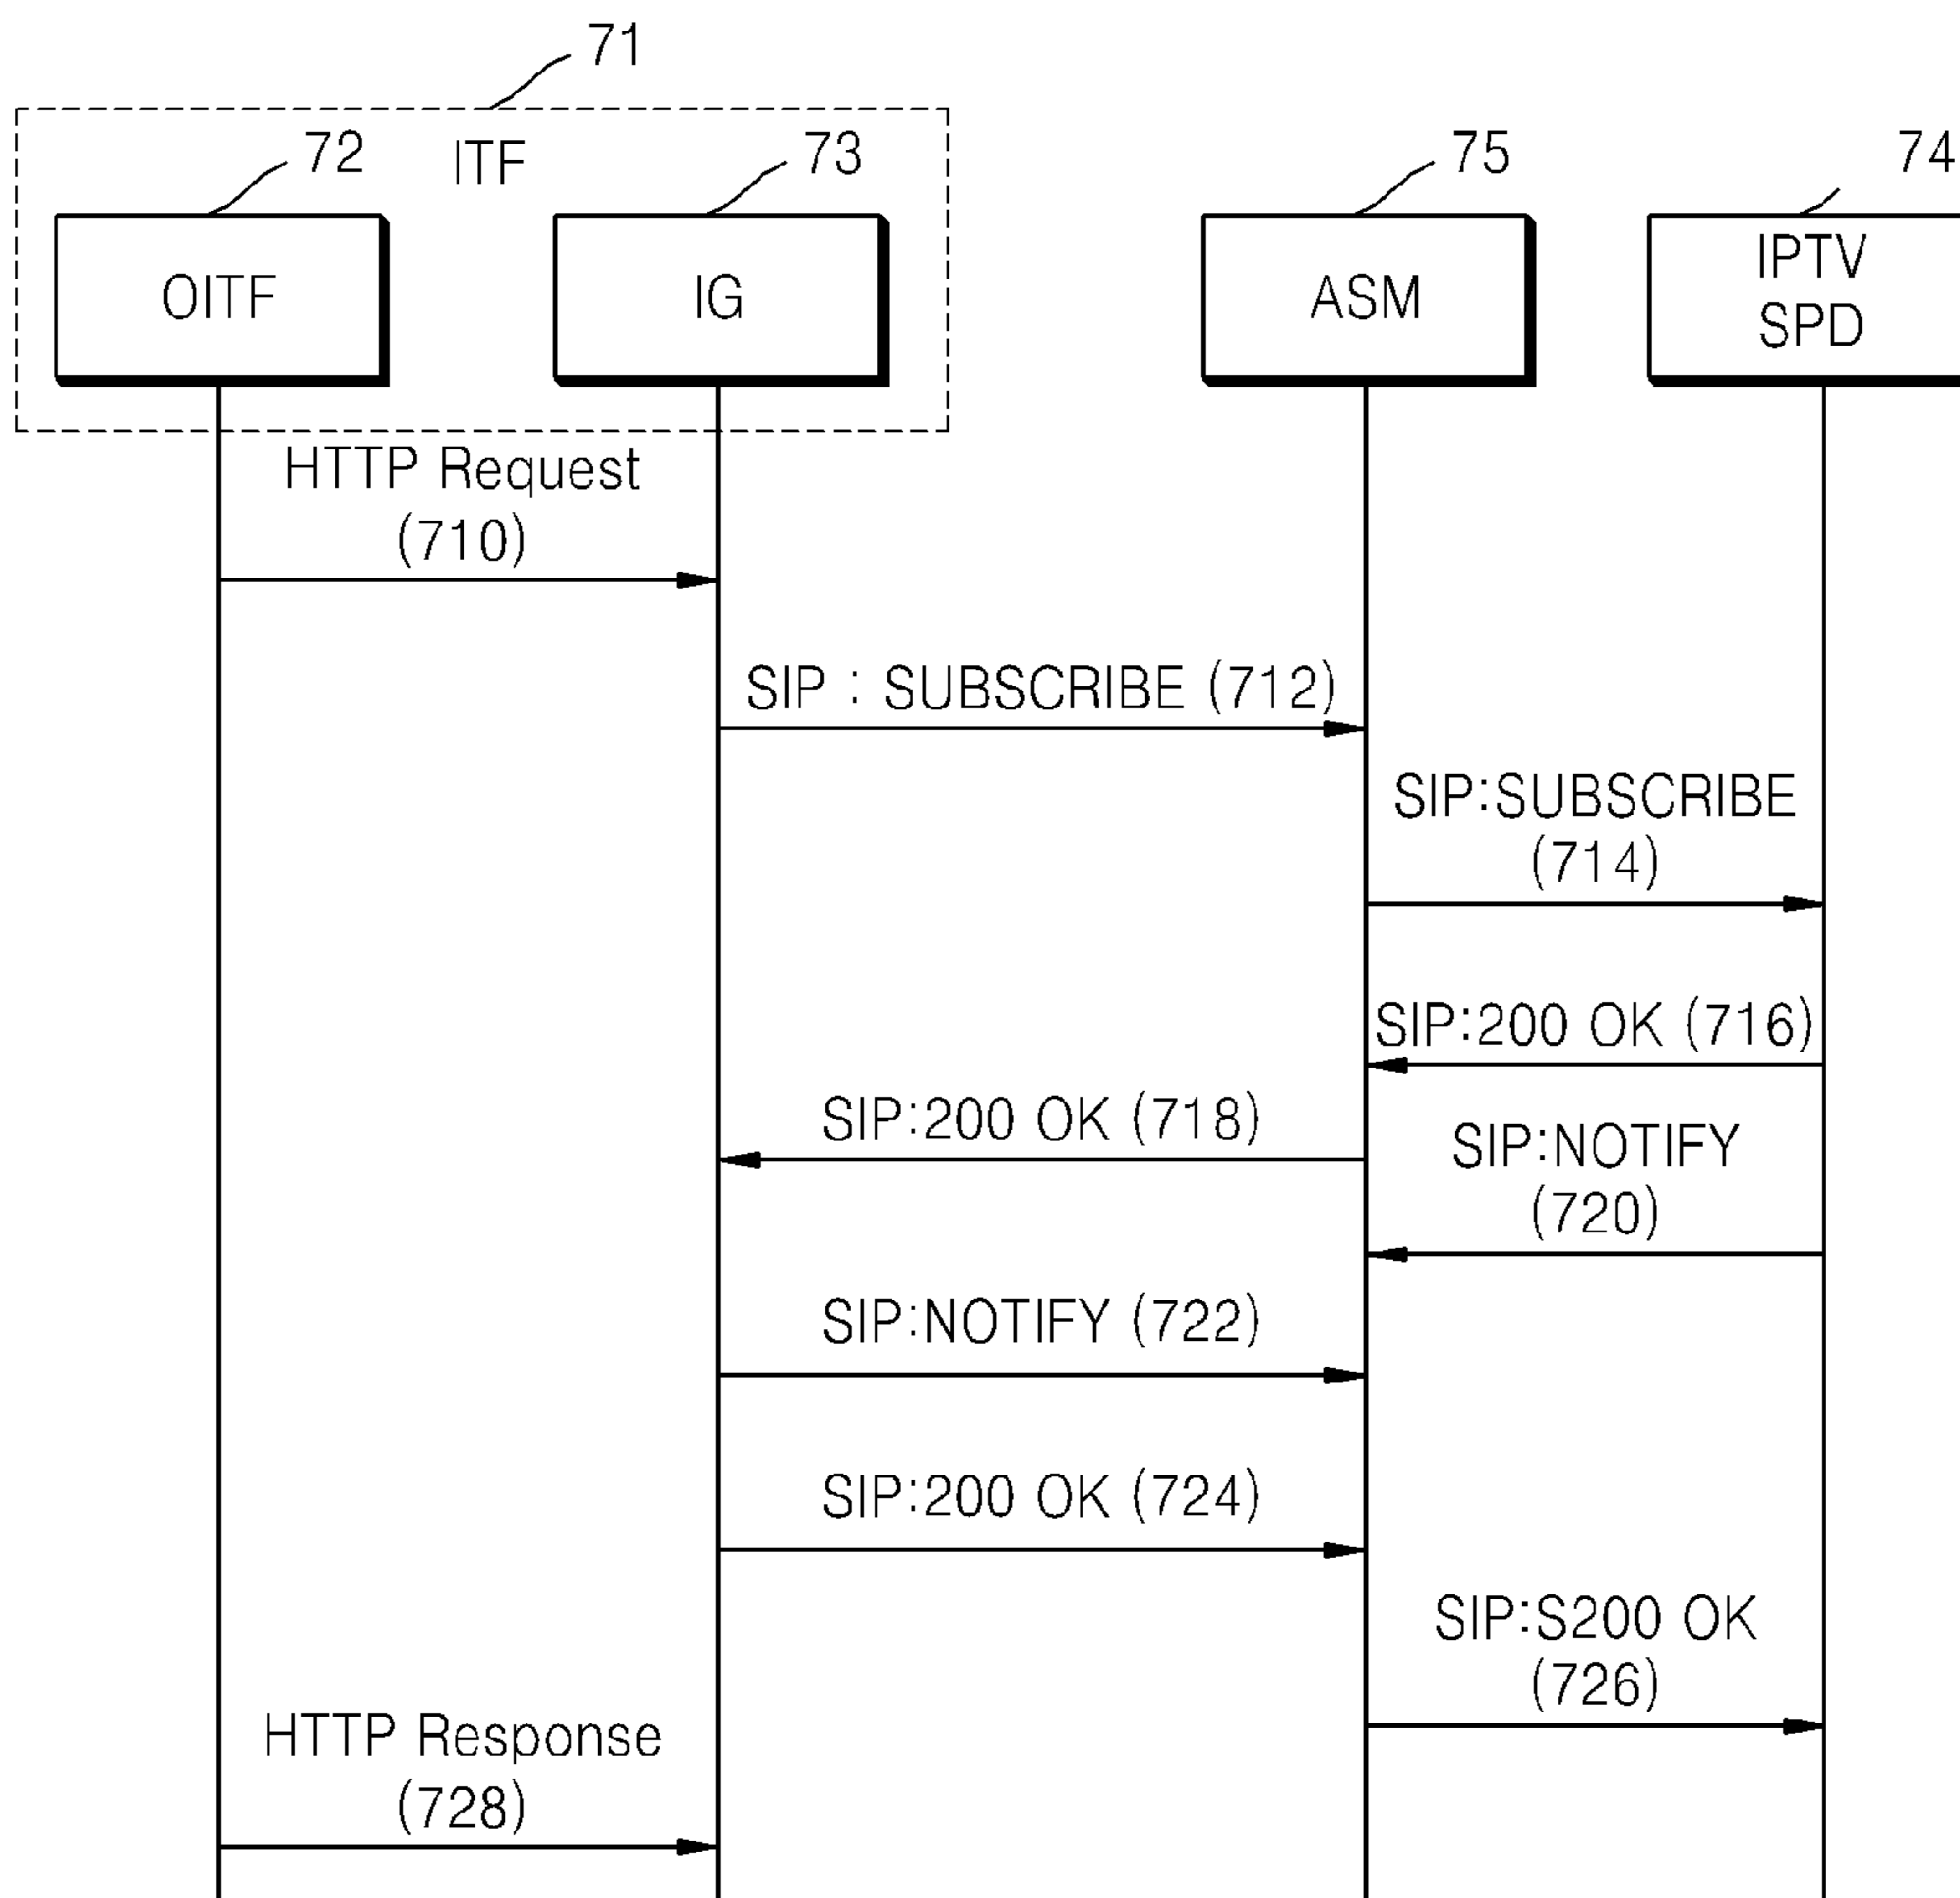 71
72
ITF
73
75
74
OITF
IG
ASM
IPTV
SPD
HTTP Request
(710)
SIP : SUBSCRIBE (712)
SIP:SUBSCRIBE
(714)
SIP:200 OK (716)
SIP:200 OK (718)
SIP:NOTIFY
(720)
SIP:NOTIFY (722)
SIP:200 OK (724)
SIP:S200 OK
(726)
HTTP Response
(728)